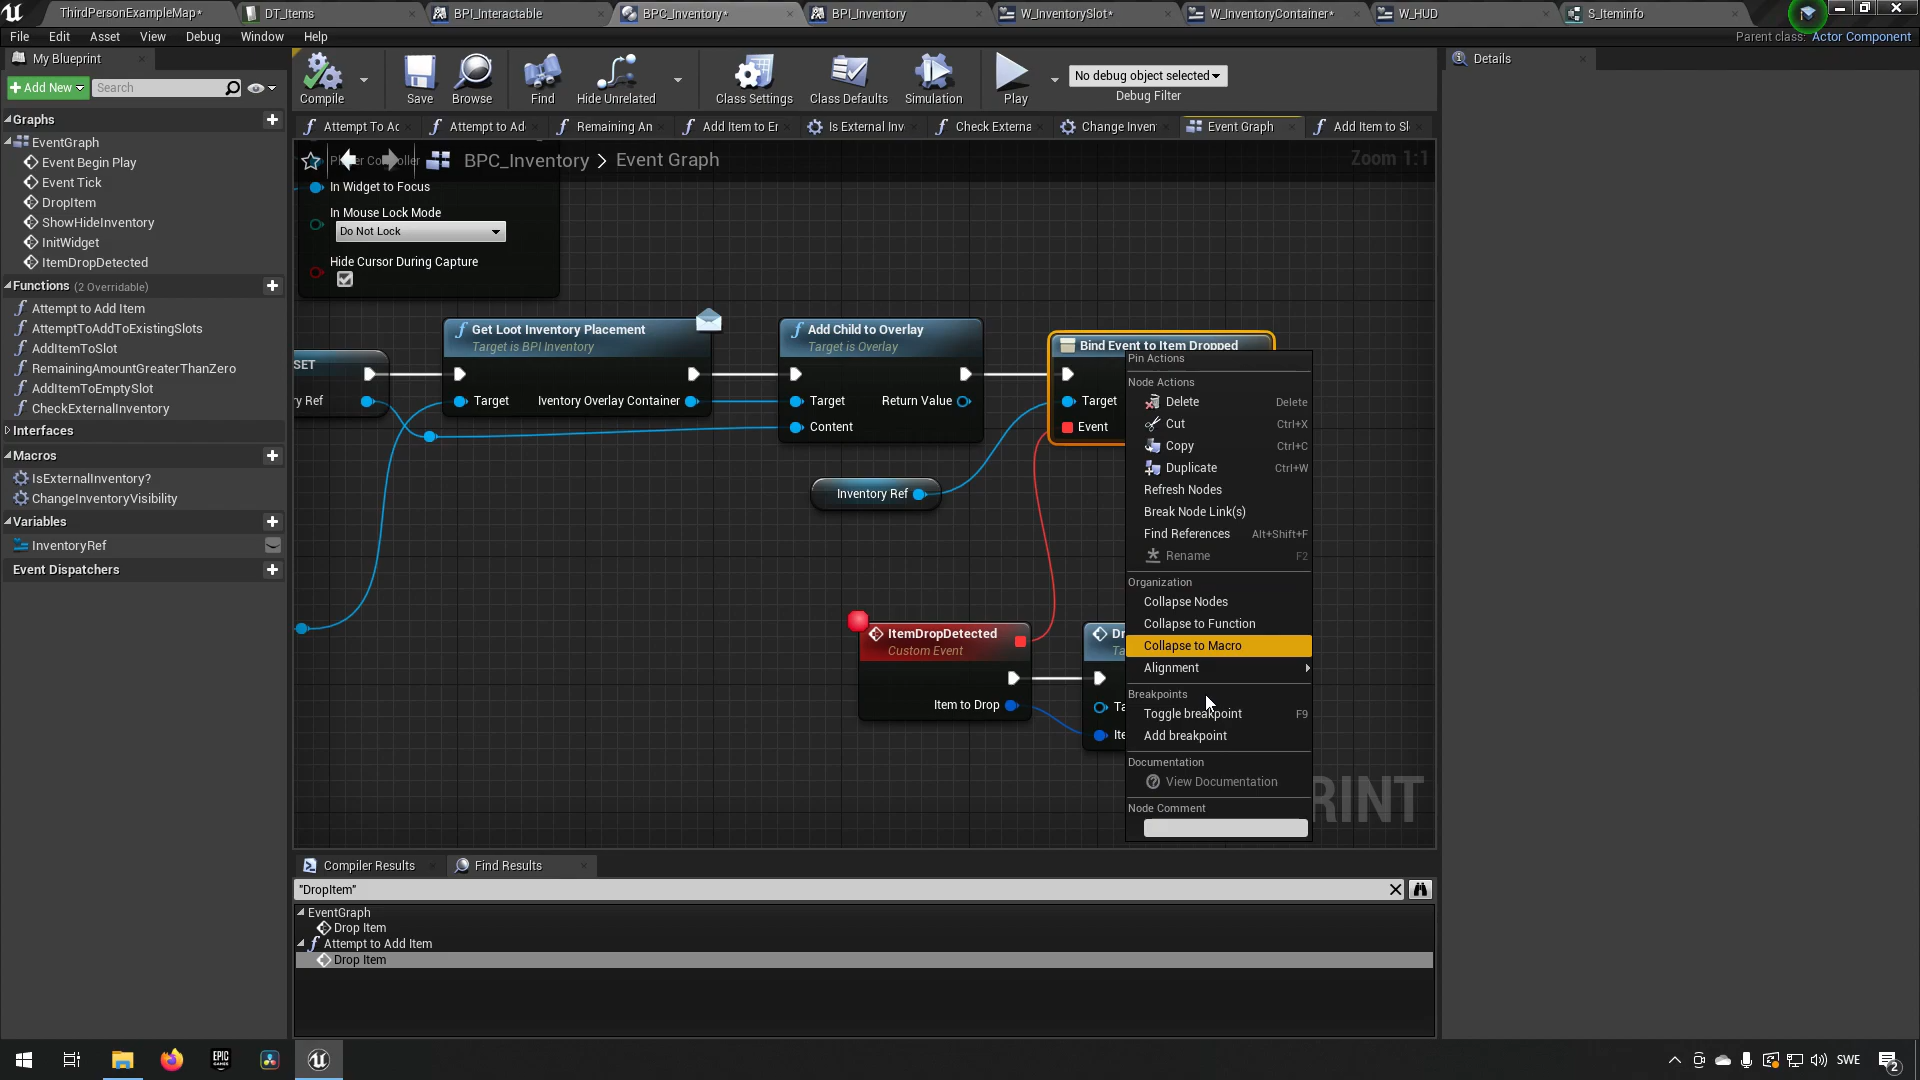 ThirdPersonExampleMap*
DT_Items
BPI_Interactable
BPC_Inventory*
BPI_Inventory
W_InventorySlot*
W_InventoryContainer*
W_HUD
S_Iteminfo
File Edit Asset View Debug Window Help
Parent class: Actor Component
My Blueprint
Add New
Search
Compile
Save
Browse
Find
Hide Unrelated
Class Settings
Class Defaults
Simulation
Play
No debug object selected
Debug Filter
Details
Attempt To Ac
Attempt to Ad
Remaining An
Add Item to Er
Is External Inv
Check Externa
Change Inven
Event Graph
Add Item to Sl
BPC_Inventory > Event Graph
Zoom 1:1
Graphs
EventGraph
Event Begin Play
Event Tick
DropItem
ShowHideInventory
InitWidget
ItemDropDetected
Functions (2 Overridable)
Attempt to Add Item
AttemptToAddToExistingSlots
AddItemToSlot
RemainingAmountGreaterThanZero
AddItemToEmptySlot
CheckExternalInventory
Interfaces
Macros
IsExternalInventory?
ChangeInventoryVisibility
Variables
InventoryRef
Event Dispatchers
Player Controller
In Widget to Focus
In Mouse Lock Mode
Do Not Lock
Hide Cursor During Capture
SET
ry Ref
Get Loot Inventory Placement
Target is BPI Inventory
Target
Iventory Overlay Container
Add Child to Overlay
Target is Overlay
Target
Return Value
Content
Bind Event to Item Dropped
Target
Event
Inventory Ref
ItemDropDetected
Custom Event
Item to Drop
Dr
Ta
Ta
Ite
Pin Actions
Node Actions
Delete Delete
Cut Ctrl+X
Copy Ctrl+C
Duplicate Ctrl+W
Refresh Nodes
Break Node Link(s)
Find References Alt+Shift+F
Rename F2
Organization
Collapse Nodes
Collapse to Function
Collapse to Macro
Alignment
Breakpoints
Toggle breakpoint F9
Add breakpoint
Documentation
View Documentation
Node Comment
RINT
Compiler Results
Find Results
"DropItem"
EventGraph
Drop Item
Attempt to Add Item
Drop Item
EPIC
GAMES
SWE
2